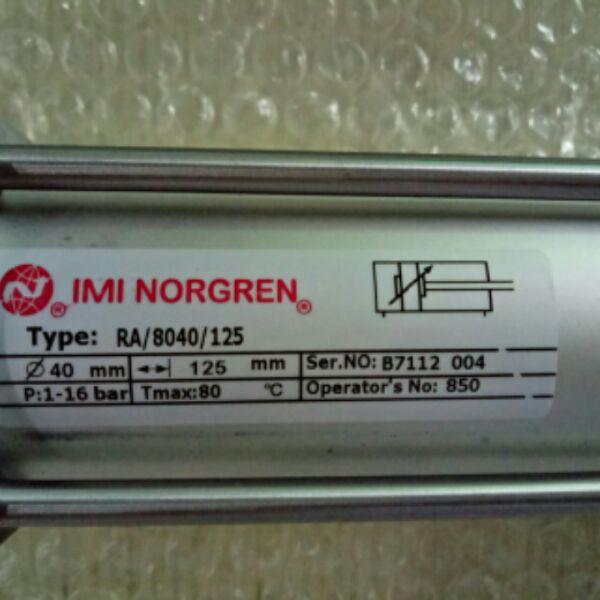 ® IMI NORGREN®
Type: RA/8040/125
Ø 40 mm 125 mm Ser.NO: B7112 004
P:1-16 bar Tmax:80 °C Operator's No: 850